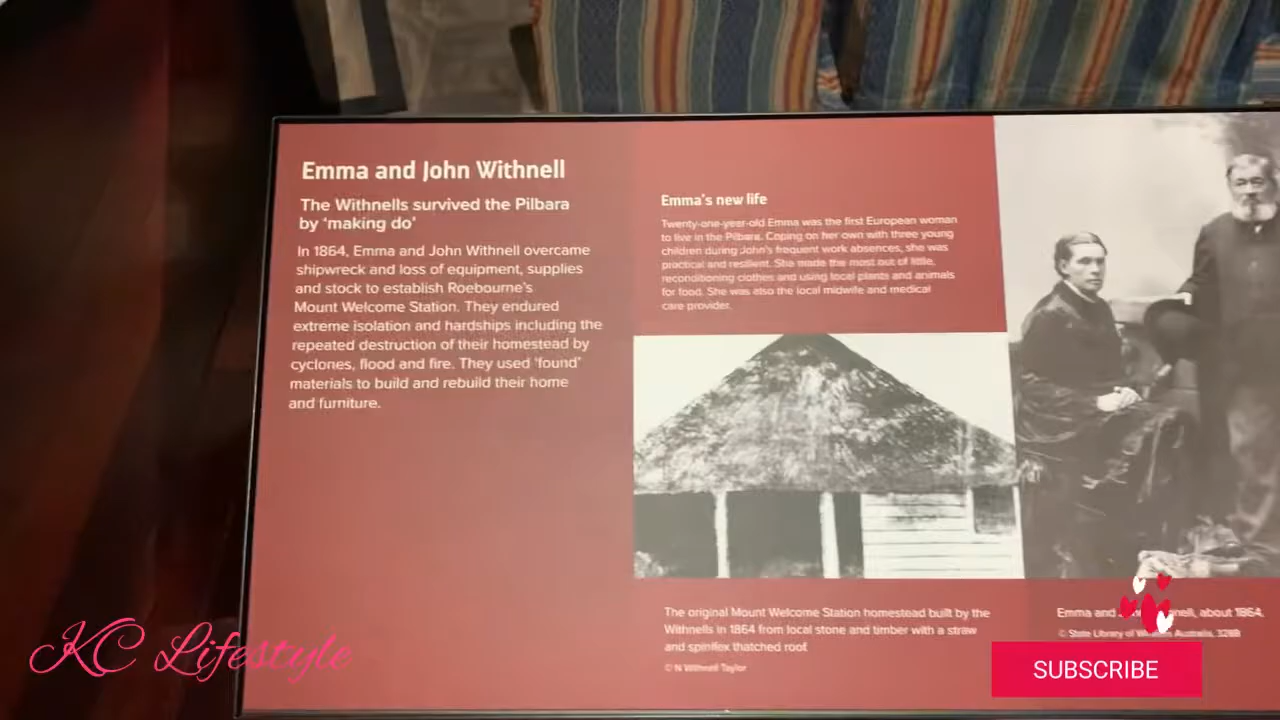 Emma and John Withnell
The Withnells survived the Pilbara
by 'making do'
In 1864, Emma and John Withnell overcame
shipwreck and loss of equipment, supplies
and stock to establish Roebourne's
Mount Welcome Station. They endured
extreme isolation and hardships including the
repeated destruction of their homestead by
cyclones, flood and fire. They used 'found'
materials to build and rebuild their home
and furniture.
Emma's new life
Twenty-one-year-old Emma was the first European woman
to live in the Pilbara. Coping on her own with three young
children during John's frequent work absences, she was
practical and resilient. She made the most out of little,
reconditioning clothes and using local plants and animals
for food. She was also the local midwife and medical
care provider.
The original Mount Welcome Station homestead built by the
Withnells in 1864 from local stone and timber with a straw
and spinifex thatched roof.
© N Withnell Taylor
Emma and nell, about 1864.
© State Library of Australia, 328B
KC Lifestyle
SUBSCRIBE